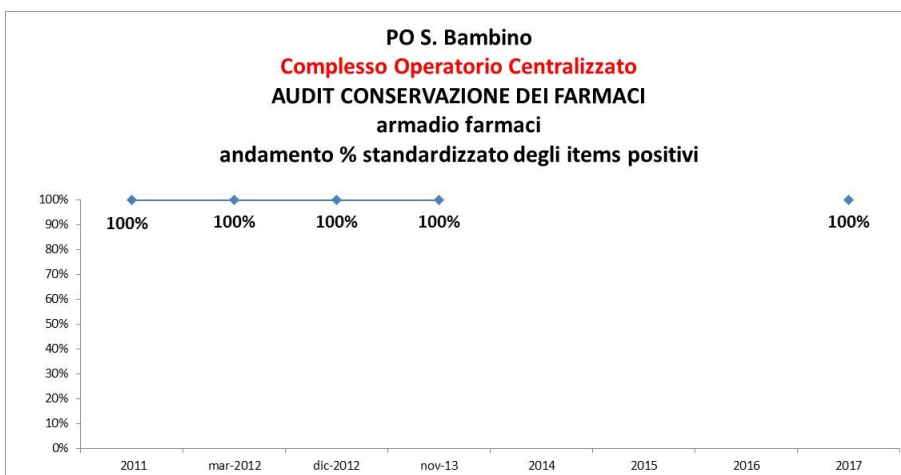 PO S. Bambino
Complesso Operatorio Centralizzato
AUDIT CONSERVAZIONE DEI FARMACI
armadio farmaci
andamento % standardizzato degli items positivi
100%
90%
80%
70%
60%
50%
40%
30%
20%
10%
0%
100% 100% 100% 100% 100%
2011 mar-2012 dic-2012 nov-13 2014 2015 2016 2017